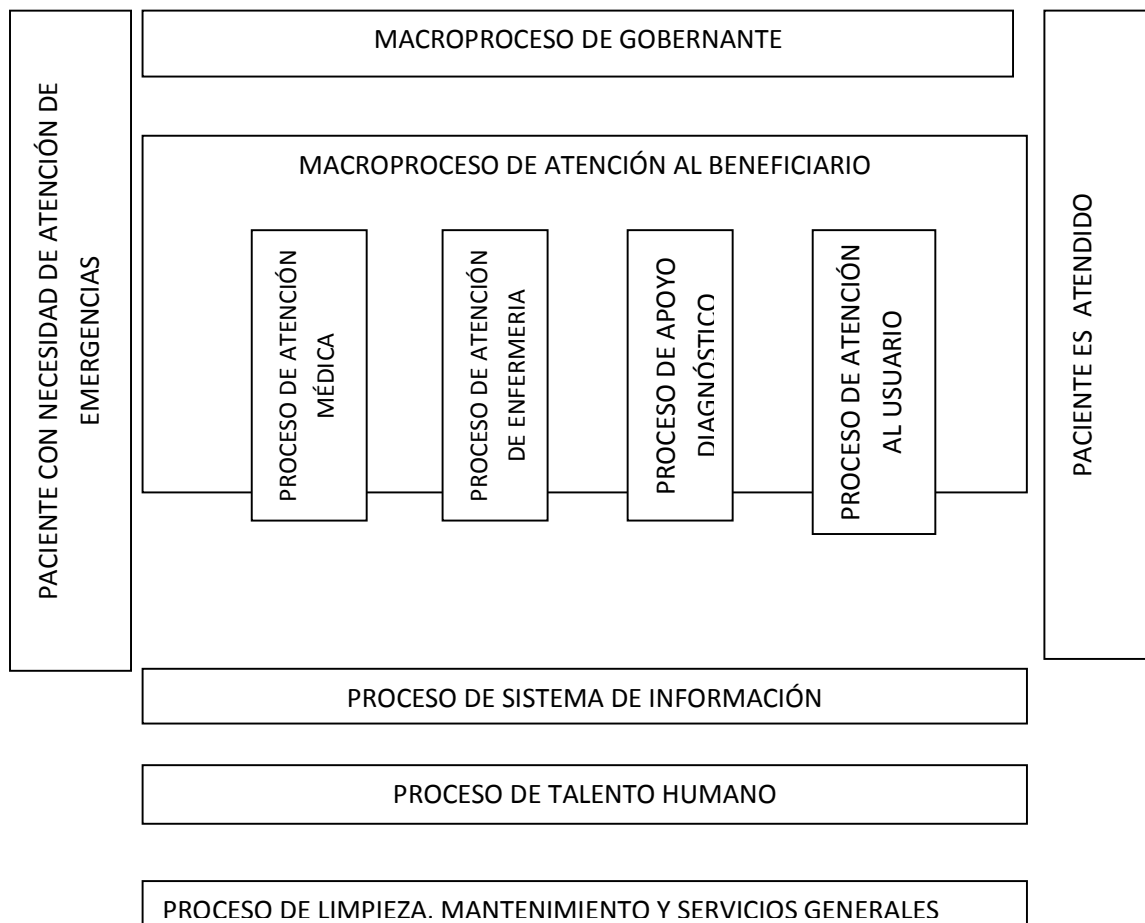 PACIENTE CON NECESIDAD DE ATENCIÓN DE
EMERGENCIAS
MACROPROCESO DE GOBERNANTE
MACROPROCESO DE ATENCIÓN AL BENEFICIARIO
PROCESO DE ATENCIÓN
MÉDICA
PROCESO DE ATENCIÓN
DE ENFERMERIA
PROCESO DE APOYO
DIAGNÓSTICO
PROCESO DE ATENCIÓN
AL USUARIO
PACIENTE ES ATENDIDO
PROCESO DE SISTEMA DE INFORMACIÓN
PROCESO DE TALENTO HUMANO
PROCESO DE LIMPIEZA, MANTENIMIENTO Y SERVICIOS GENERALES